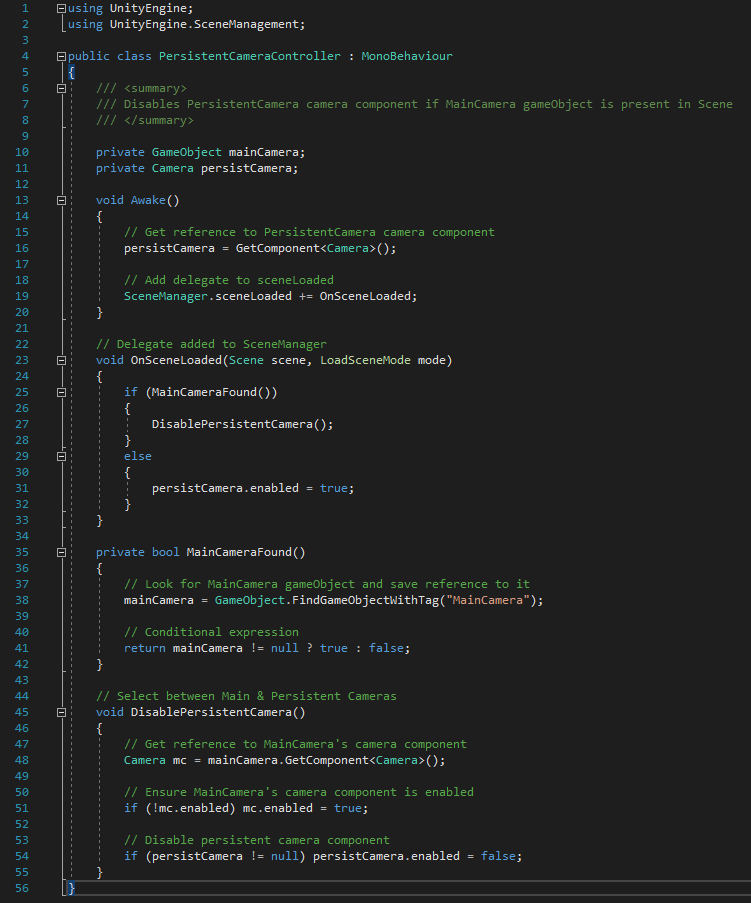 1 using UnityEngine;
2 using UnityEngine.SceneManagement;
3
4 public class PersistentCameraController : MonoBehaviour
5 {
6 /// <summary>
7 /// Disables PersistentCamera camera component if MainCamera gameObject is present in Scene
8 /// </summary>
9
10 private GameObject mainCamera;
11 private Camera persistCamera;
12
13 void Awake()
14 {
15 // Get reference to PersistentCamera camera component
16 persistCamera = GetComponent<Camera>();
17
18 // Add delegate to sceneLoaded
19 SceneManager.sceneLoaded += OnSceneLoaded;
20 }
21
22 // Delegate added to SceneManager
23 void OnSceneLoaded(Scene scene, LoadSceneMode mode)
24 {
25 if (MainCameraFound())
26 {
27 DisablePersistentCamera();
28 }
29 else
30 {
31 persistCamera.enabled = true;
32 }
33 }
34
35 private bool MainCameraFound()
36 {
37 // Look for MainCamera gameObject and save reference to it
38 mainCamera = GameObject.FindGameObjectWithTag("MainCamera");
39
40 // Conditional expression
41 return mainCamera != null ? true : false;
42 }
43
44 // Select between Main & Persistent Cameras
45 void DisablePersistentCamera()
46 {
47 // Get reference to MainCamera's camera component
48 Camera mc = mainCamera.GetComponent<Camera>();
49
50 // Ensure MainCamera's camera component is enabled
51 if (!mc.enabled) mc.enabled = true;
52
53 // Disable persistent camera component
54 if (persistCamera != null) persistCamera.enabled = false;
55 }
56 }